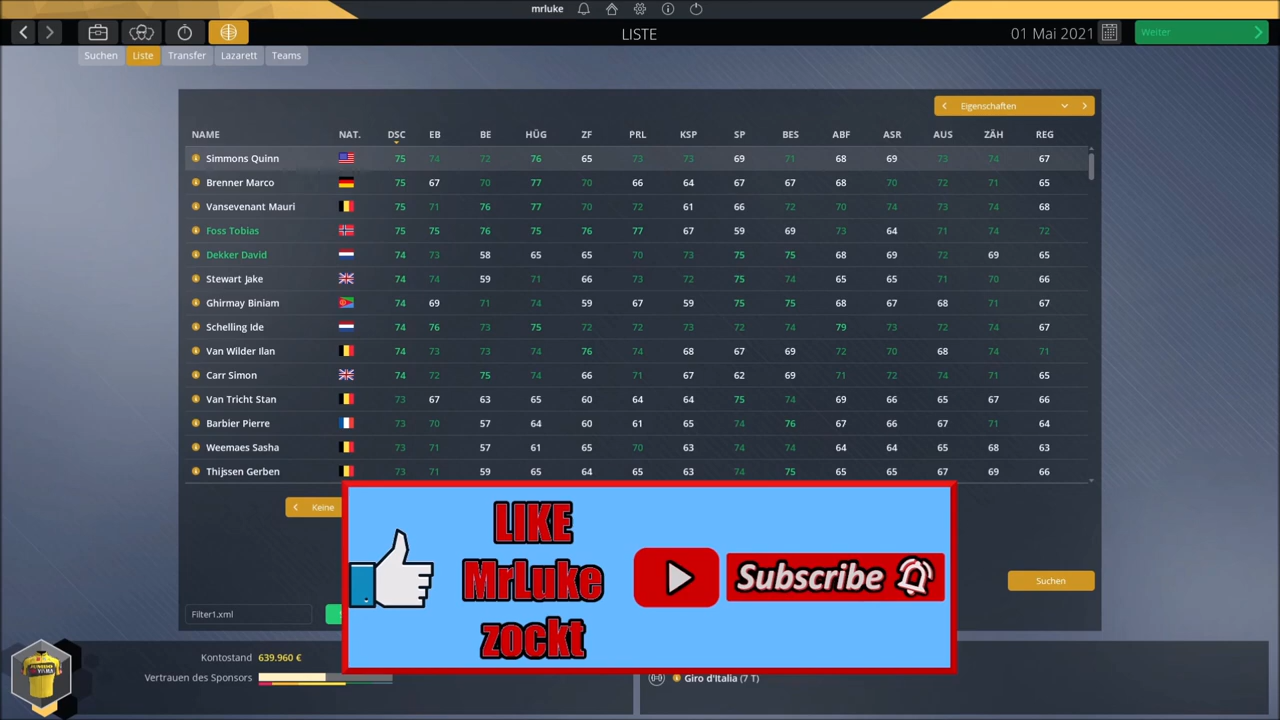 mrluke
LISTE
01 Mai 2021
Weiter
Suchen Liste Transfer Lazarett Teams
Eigenschaften
NAME NAT. DSC EB BE HÜG ZF PRL KSP SP BES ABF ASR AUS ZÄH REG
Simmons Quinn 75 74 72 76 65 73 73 69 71 68 69 73 74 67
Brenner Marco 75 67 70 77 70 66 64 67 67 68 70 72 71 65
Vansevenant Mauri 75 71 76 77 70 72 61 66 72 70 74 73 74 68
Foss Tobias 75 75 76 75 76 77 67 59 69 73 64 71 74 72
Dekker David 74 73 58 65 65 70 73 75 75 68 69 72 69 65
Stewart Jake 74 74 59 71 66 73 72 75 74 65 65 71 70 66
Ghirmay Biniam 74 69 71 74 59 67 59 75 75 68 67 68 71 67
Schelling Ide 74 76 73 75 72 72 73 72 74 79 73 72 74 67
Van Wilder Ilan 74 73 73 74 76 74 68 67 69 72 70 68 74 71
Carr Simon 74 72 75 74 66 71 67 62 69 71 72 74 71 65
Van Tricht Stan 73 67 63 65 60 64 64 75 74 69 66 65 67 66
Barbier Pierre 73 70 57 64 60 61 65 74 76 67 66 67 71 64
Weemaes Sasha 73 71 57 61 65 70 63 74 74 64 64 65 68 63
Thijssen Gerben 73 71 59 65 64 65 63 74 75 65 65 67 69 66
Keine
LIKE
MrLuke
zockt
Subscribe
Suchen
Filter1.xml
Kontostand 639.960 €
Vertrauen des Sponsors
Giro d'Italia (7 T)